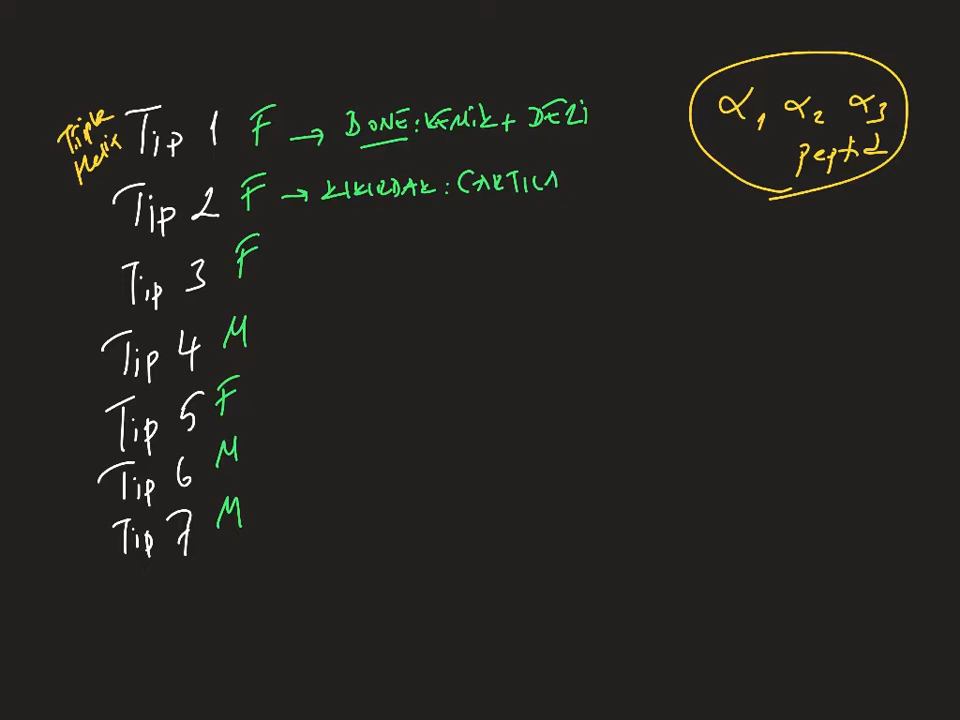 Triple
Helix
Tip 1 F → BONE: KEMİK + DERİ
Tip 2 F → KIKIRDAK: CARTICA
Tip 3 F
Tip 4 M
Tip 5 F
Tip 6 M
Tip 7 M
α1 α2 α3
peptid